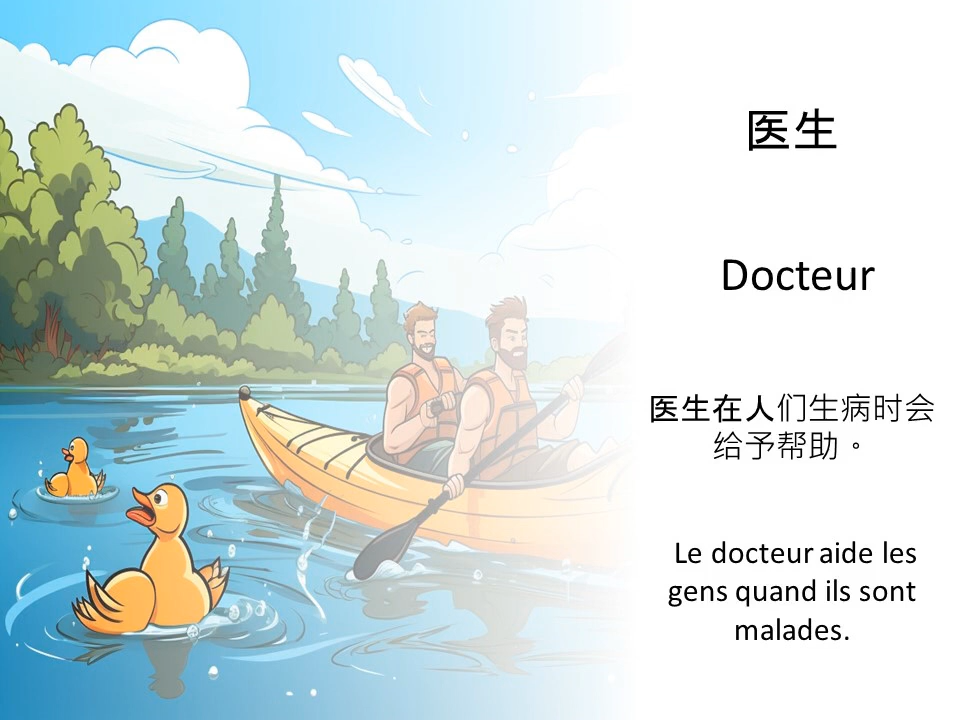 医生
Docteur
医生在人们生病时会
给予帮助。
Le docteur aide les
gens quand ils sont
malades.